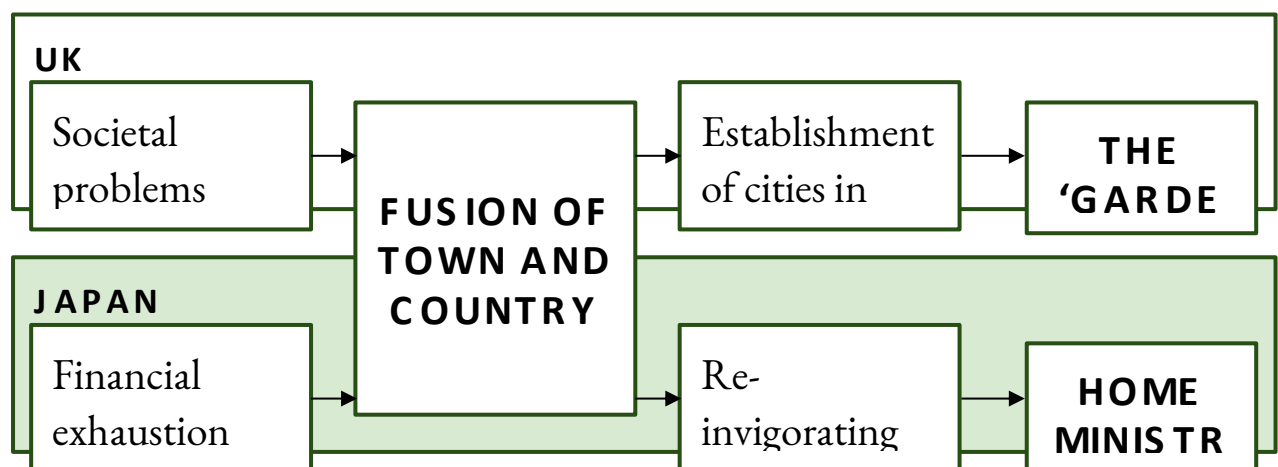 UK
Societal
problems
FUSION OF
TOWN AND
COUNTRY
Establishment
of cities in
THE
‘GARDE
JAPAN
Financial
exhaustion
Re-
invigorating
HOME
MINISTR